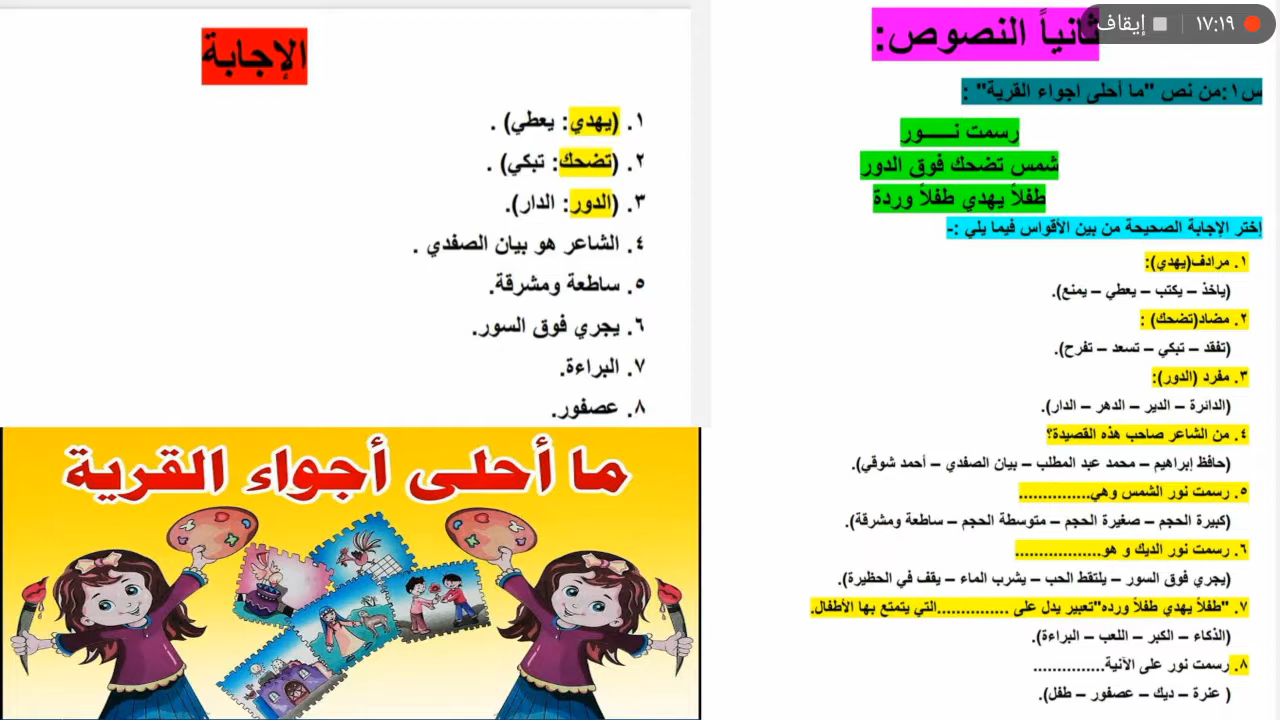 إيقاف
١٧:١٩
ثانياً النصوص:
س١:من نص "ما أحلى اجواء القرية" :
رسمت نـــــور
شمس تضحك فوق الدور
طفلاً يهدي طفلاً وردة
إختر الإجابة الصحيحة من بين الأقواس فيما يلي :-
١. مرادف(يهدي):
(ياخذ – يكتب – يعطي – يمنع).
٢. مضاد(تضحك) :
(تفقد – تبكي – تسعد – تفرح).
٣. مفرد (الدور):
(الدائرة – الدير – الدهر – الدار).
٤. من الشاعر صاحب هذه القصيدة؟
(حافظ إبراهيم – محمد عبد المطلب – بيان الصفدي – أحمد شوقي).
٥. رسمت نور الشمس وهي...............
(كبيرة الحجم – صغيرة الحجم – متوسطة الحجم – ساطعة ومشرقة).
٦. رسمت نور الديك و هو..................
(يجري فوق السور – يلتقط الحب – يشرب الماء – يقف في الحظيرة).
٧. "طفلاً يهدي طفلاً ورده"تعبير يدل على ...............التي يتمتع بها الأطفال.
(الذكاء – الكبر – اللعب – البراءة).
٨. رسمت نور على الآنية...............
( عنزة – ديك – عصفور – طفل).
الإجابة
١. (يهدي: يعطي) .
٢. (تضحك: تبكي) .
٣. (الدور: الدار).
٤. الشاعر هو بيان الصفدي .
٥. ساطعة ومشرقة.
٦. يجري فوق السور.
٧. البراءة.
٨. عصفور.
ما أحلى أجواء القرية